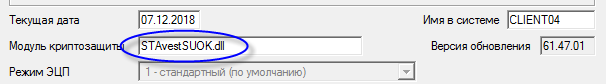 Текущая дата 07.12.2018 Имя в системе CLIENT04
Модуль криптозащиты STAvestSUOK.dll Версия обновления 61.47.01
Режим ЭЦП 1 - стандартный (по умолчанию)